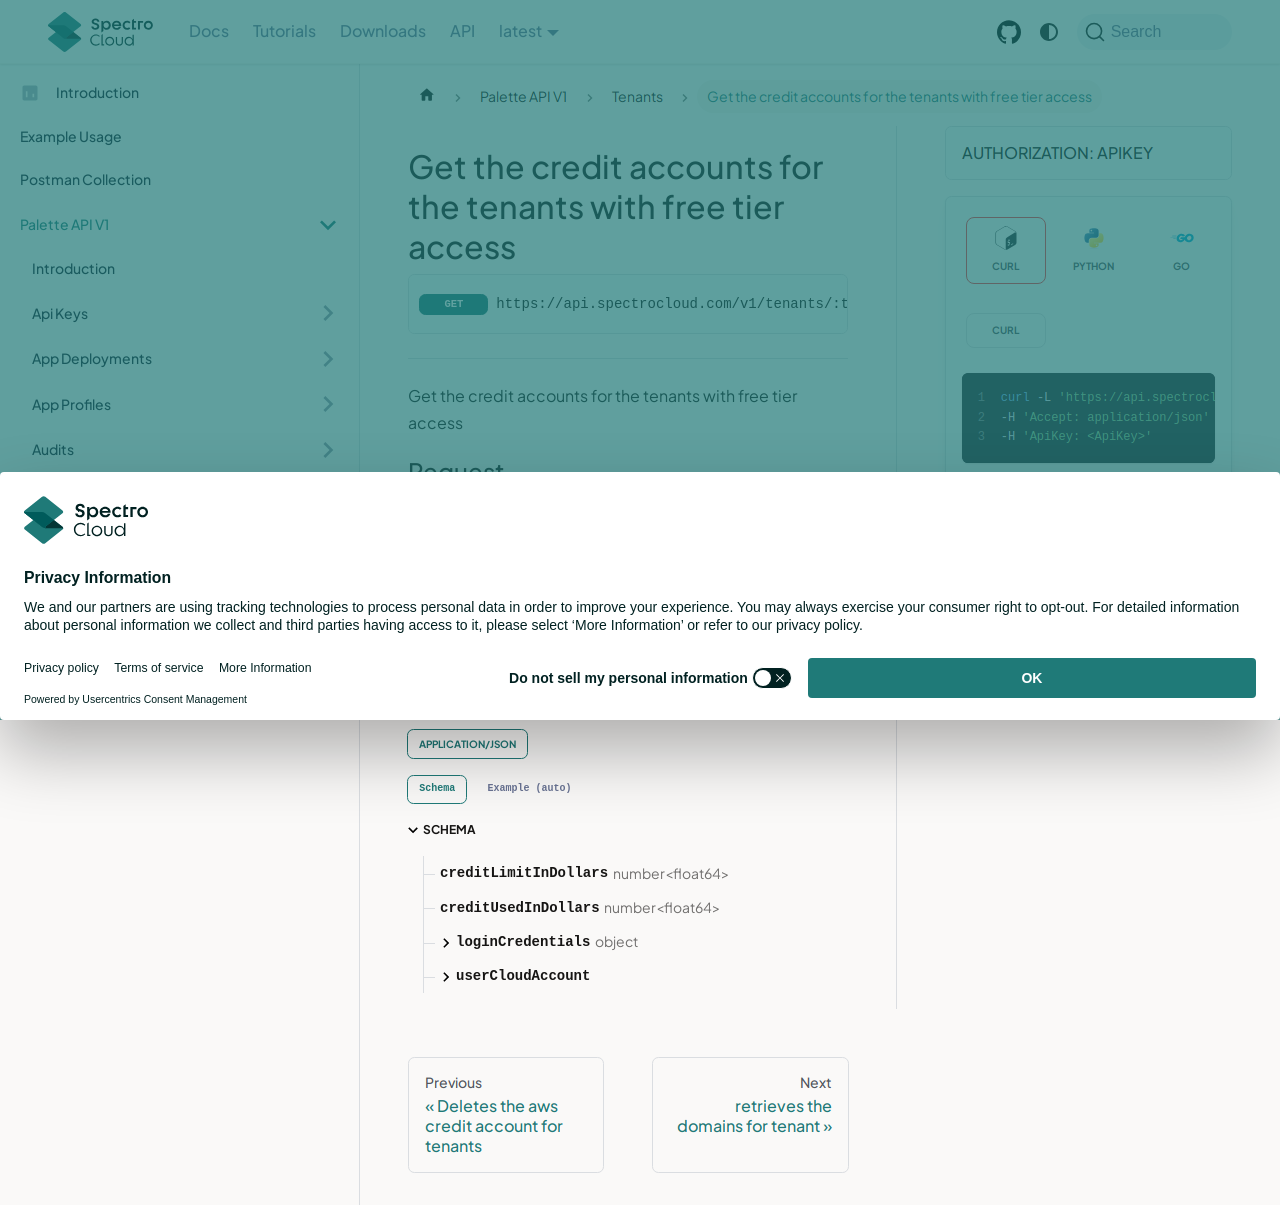 Spectro Cloud
Docs
Tutorials
Downloads
API
latest
Search
Introduction
Example Usage
Postman Collection
Palette API V1
Introduction
Api Keys
App Deployments
App Profiles
Audits
Palette API V1
Tenants
Get the credit accounts for the tenants with free tier access
Get the credit accounts for
the tenants with free tier
access
GET
https://api.spectrocloud.com/v1/tenants/:t
Get the credit accounts for the tenants with free tier
access
Request
AUTHORIZATION: APIKEY
CURL
PYTHON
GO
CURL
1 curl -L 'https://api.spectrocl
2 -H 'Accept: application/json'
3 -H 'ApiKey: <ApiKey>'
Spectro
Cloud
Privacy Information
We and our partners are using tracking technologies to process personal data in order to improve your experience. You may always exercise your consumer right to opt-out. For detailed information
about personal information we collect and third parties having access to it, please select ‘More Information’ or refer to our privacy policy.
Privacy policy
Terms of service
More Information
Do not sell my personal information
OK
Powered by Usercentrics Consent Management
APPLICATION/JSON
Schema
Example (auto)
SCHEMA
creditLimitInDollars number<float64>
creditUsedInDollars number<float64>
loginCredentials object
userCloudAccount
Previous
« Deletes the aws
credit account for
tenants
Next
retrieves the
domains for tenant »